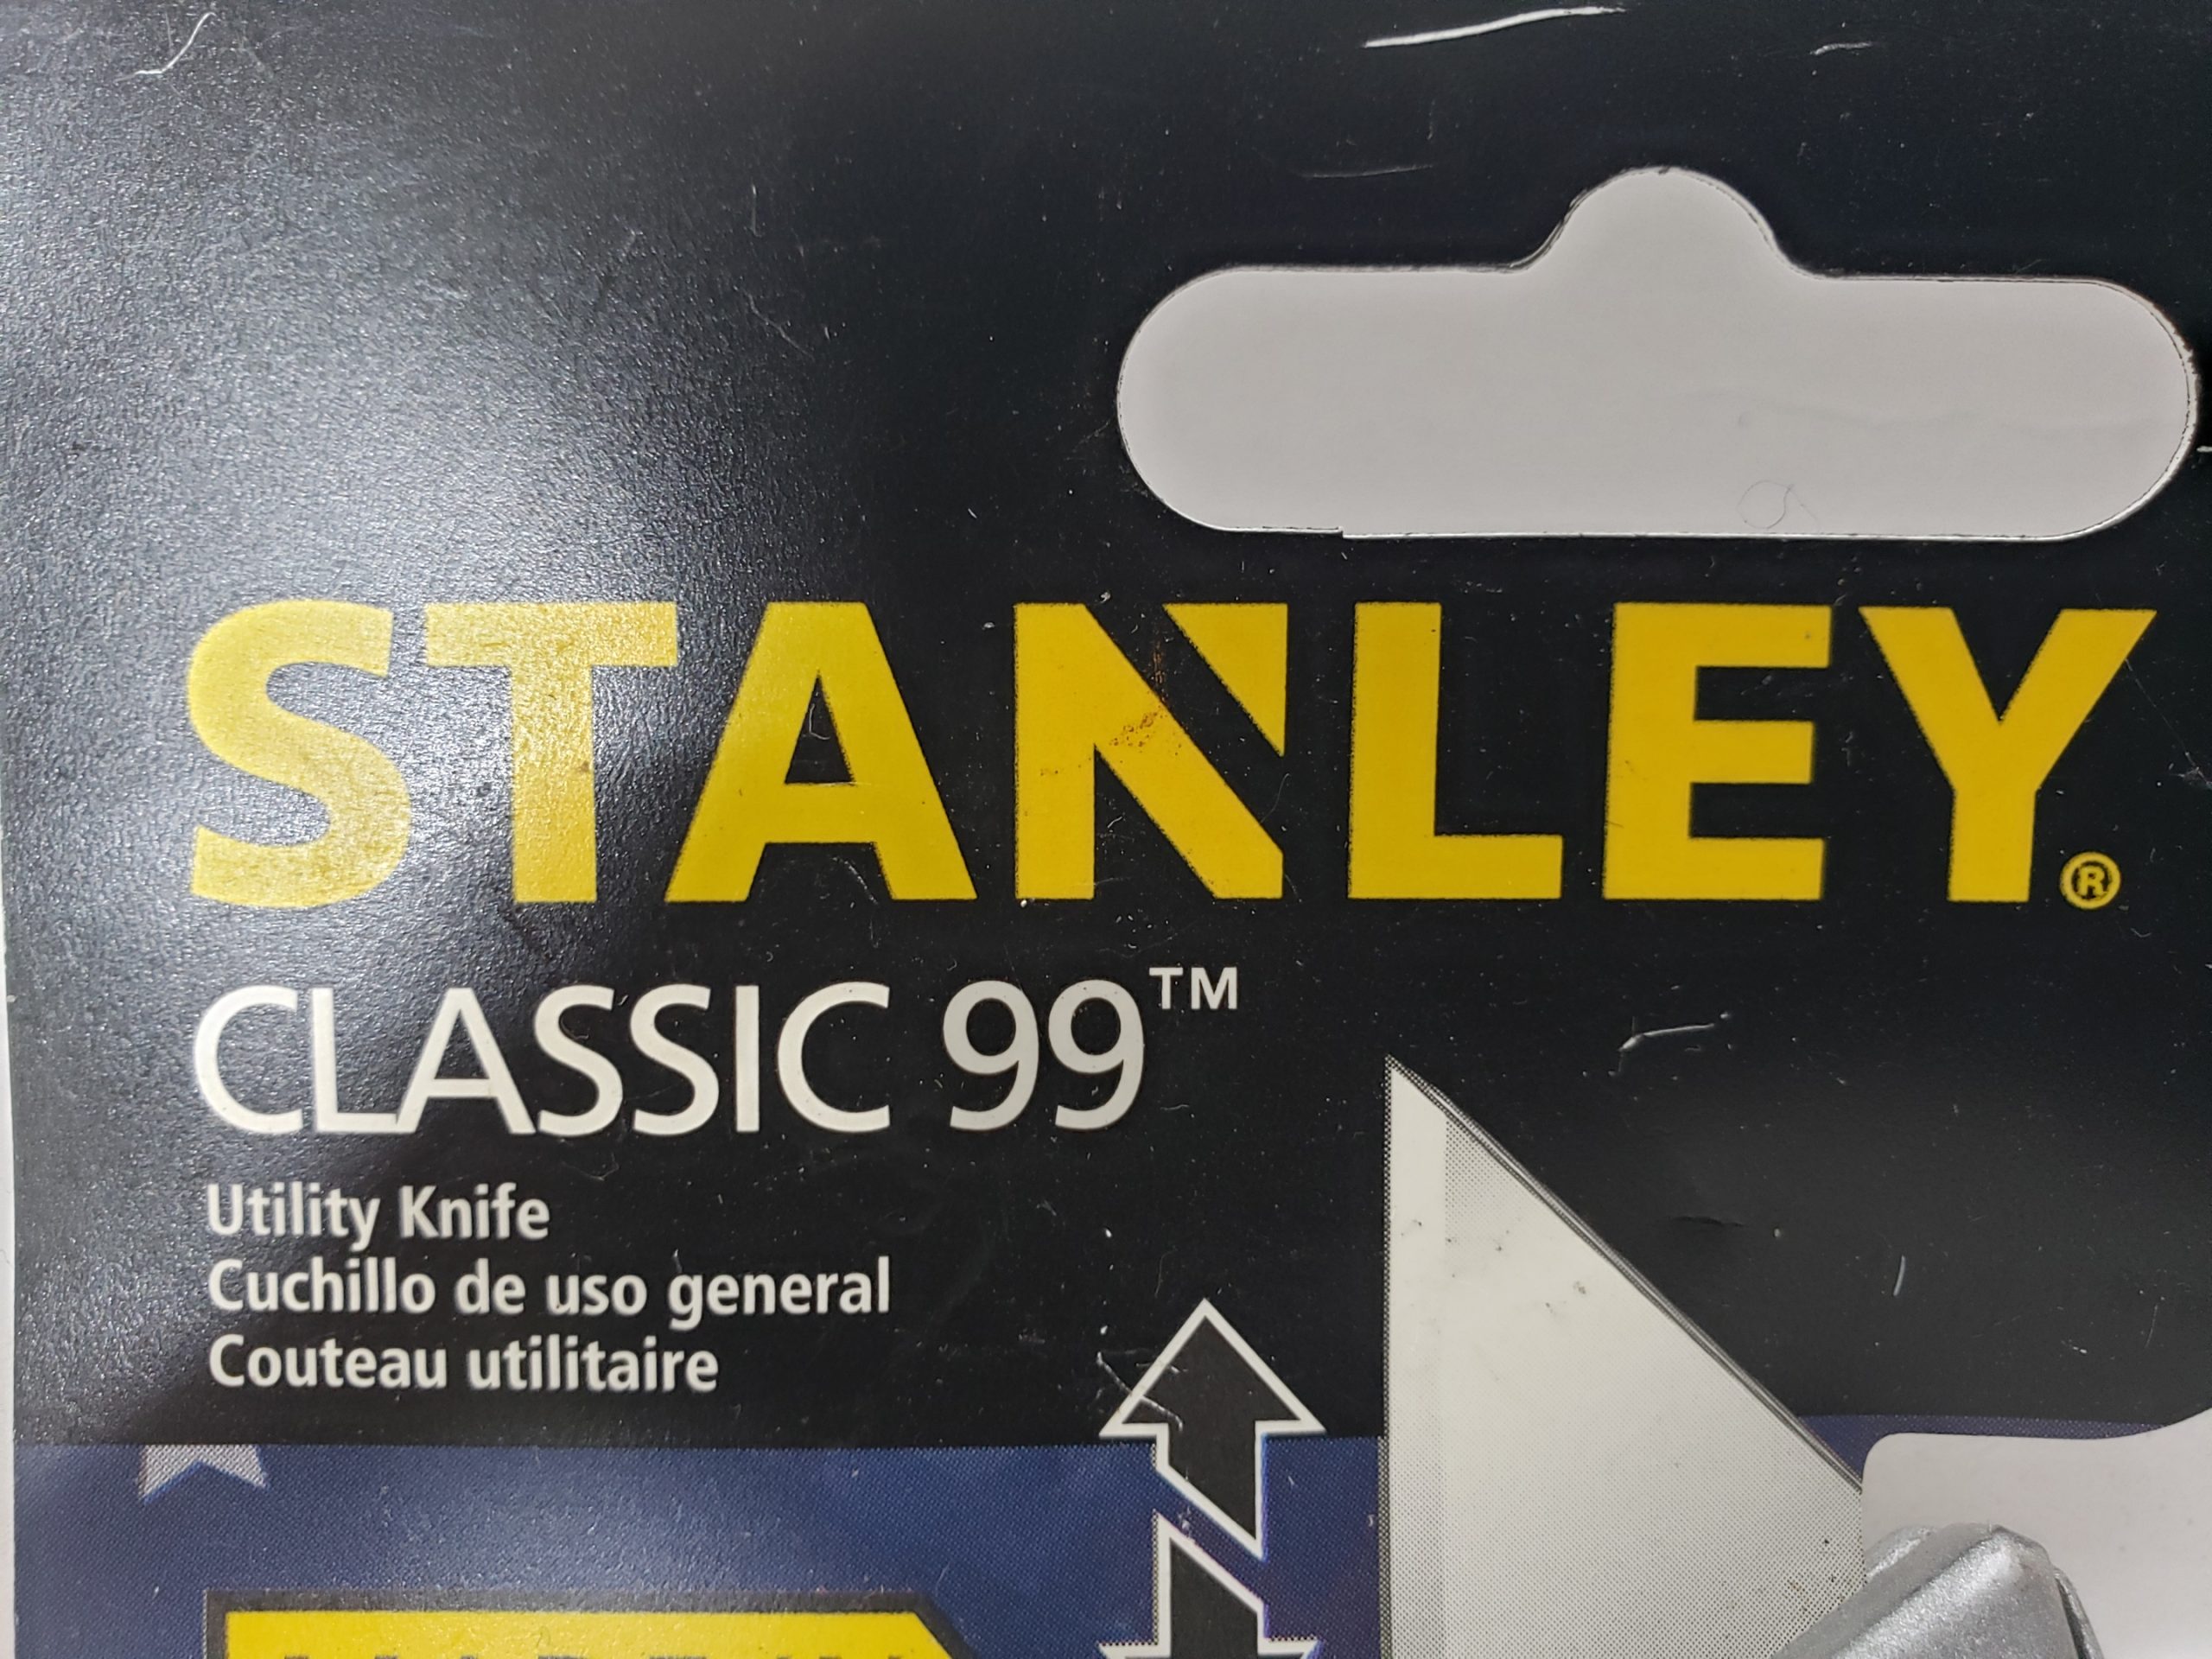 STANLEY®
CLASSIC 99™
Utility Knife
Cuchillo de uso general
Couteau utilitaire